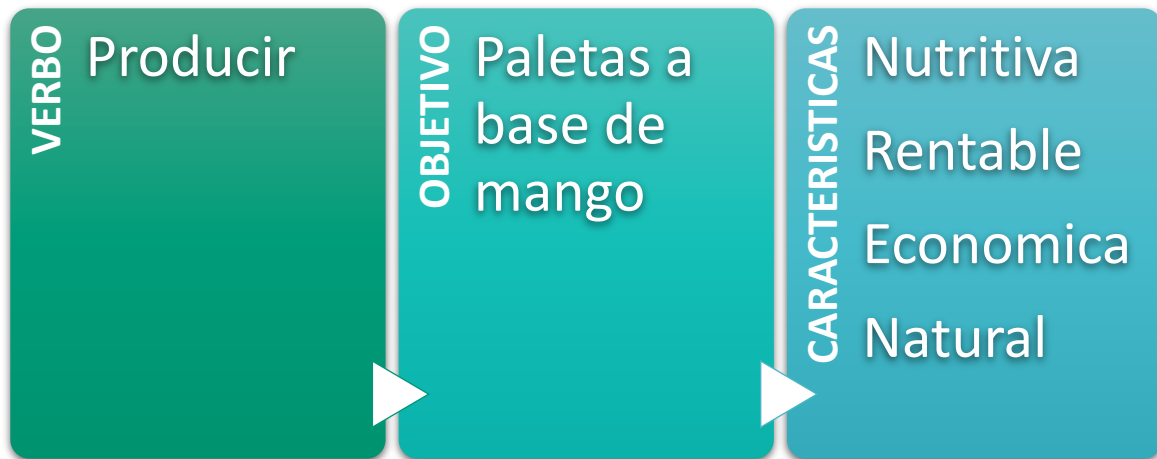 VERBO
Producir
OBJETIVO
Paletas a
base de
mango
CARACTERISTICAS
Nutritiva
Rentable
Economica
Natural